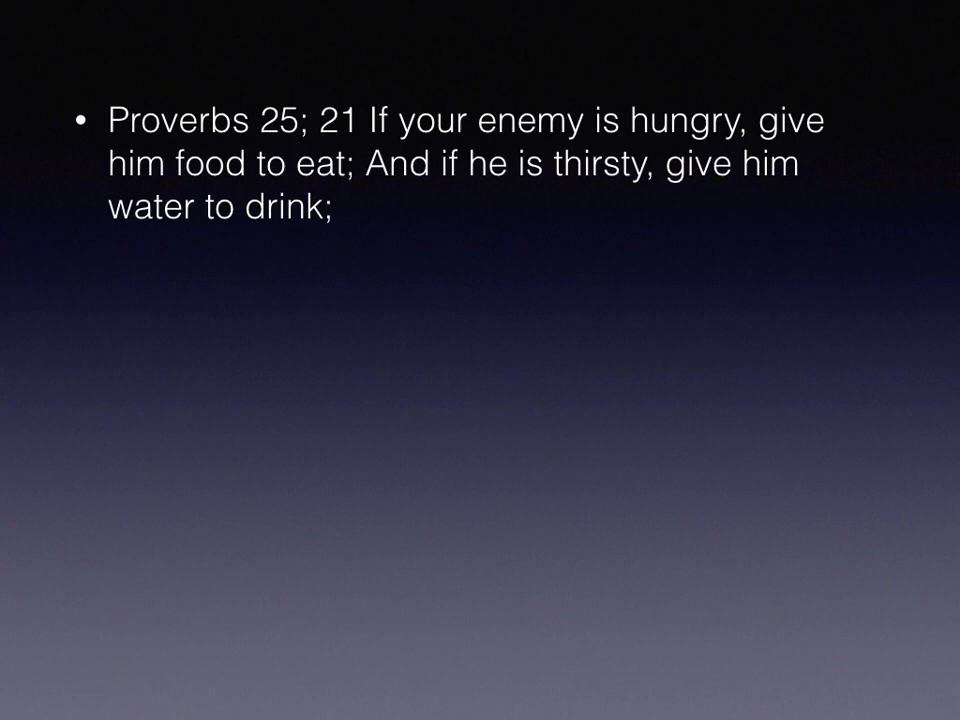 • Proverbs 25; 21 If your enemy is hungry, give
him food to eat; And if he is thirsty, give him
water to drink;